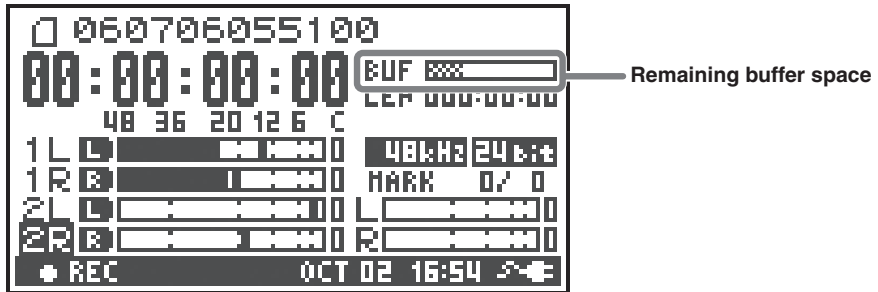 060706055100
00:00:00:00
BUF
Remaining buffer space
48 36 20 12 6
1L L
48kHz 24bit
1R R
MARK 0/ 0
2L L
L
2R R
R
REC
OCT 02 16:54